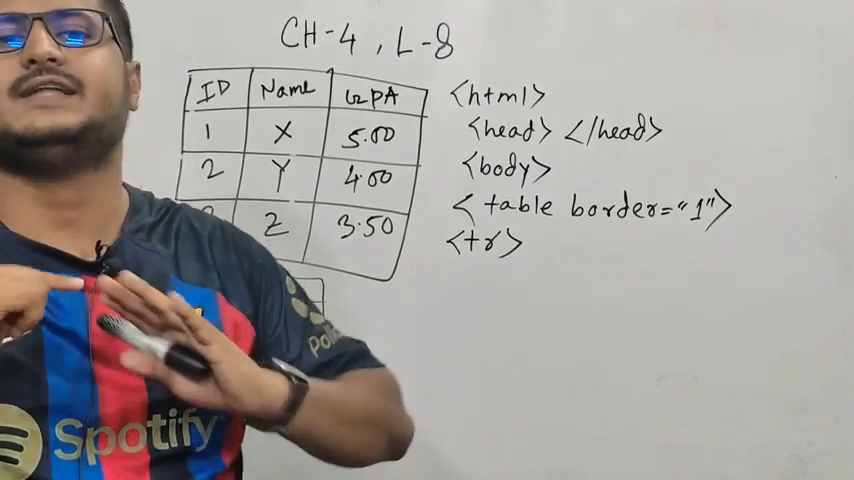 CH-4, L-8
ID Name GPA
1 X 5.00
2 Y 4.00
Z 3.50
<html>
<head> </head>
<body>
< table border="1">
<tr>
Spotify